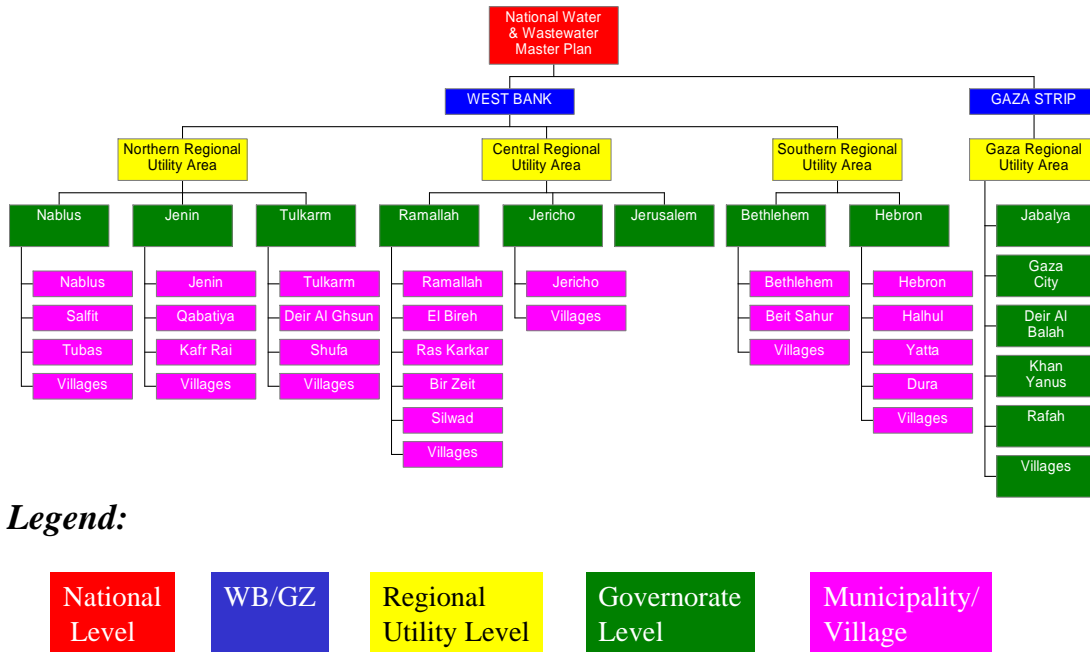 National Water
& Wastewater
Master Plan
WEST BANK
GAZA STRIP
Northern Regional
Utility Area
Central Regional
Utility Area
Southern Regional
Utility Area
Gaza Regional
Utility Area
Nablus
Jenin
Tulkarm
Ramallah
Jericho
Jerusalem
Bethlehem
Hebron
Nablus
Salfit
Tubas
Villages
Jenin
Qabatiya
Kafr Rai
Villages
Tulkarm
Deir Al Ghsun
Shufa
Villages
Ramallah
El Bireh
Ras Karkar
Bir Zeit
Silwad
Villages
Jericho
Villages
Bethlehem
Beit Sahur
Villages
Hebron
Halhul
Yatta
Dura
Villages
Jabalya
Gaza
City
Deir Al
Balah
Khan
Yanus
Rafah
Villages
Legend:
National
Level
WB/GZ
Regional
Utility Level
Governorate
Level
Municipality/
Village